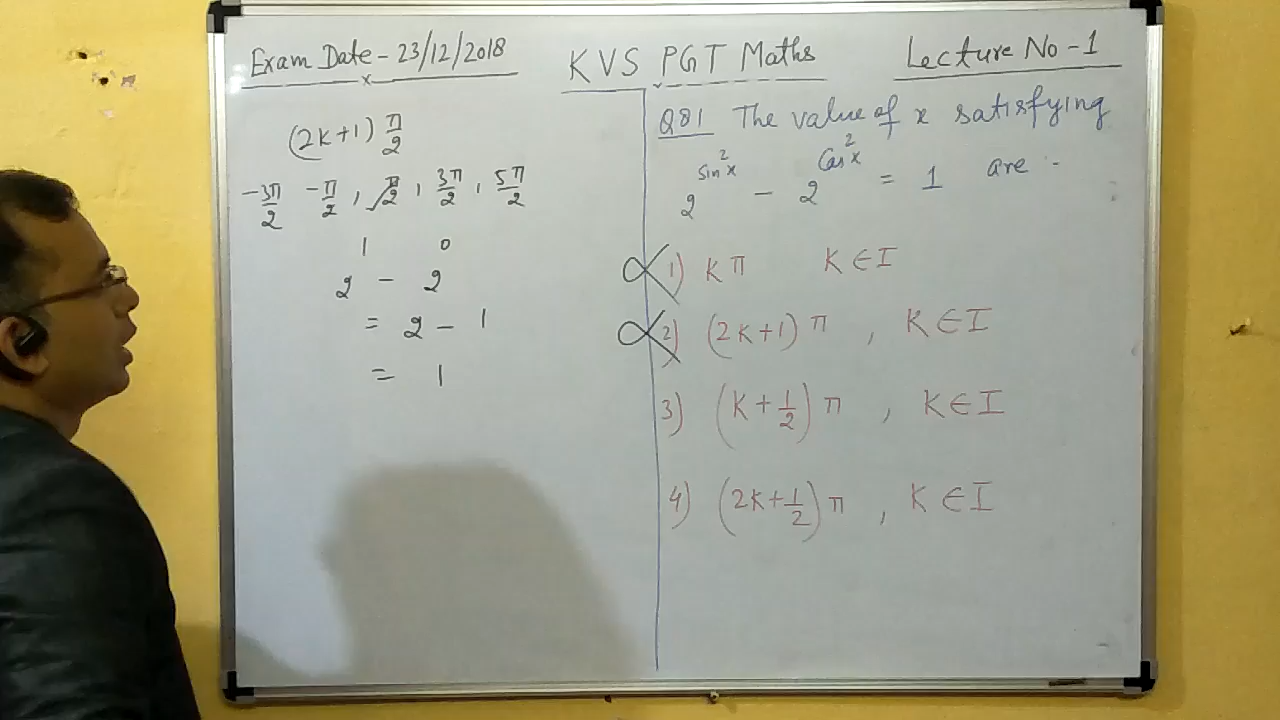 Exam Date - 23/12/2018
KVS PGT Maths
Lecture No - 1
(2k+1) π/2
-3π/2 -π/2, π/2, 3π/2, 5π/2
2^1 - 2^0
= 2 - 1
= 1
Q81 The value of x satisfying
2^sin²x - 2^Cos²x = 1 are :-
1) Kπ K∈I
2) (2K+1)π, K∈I
3) (K+1/2)π, K∈I
4) (2K+1/2)π, K∈I